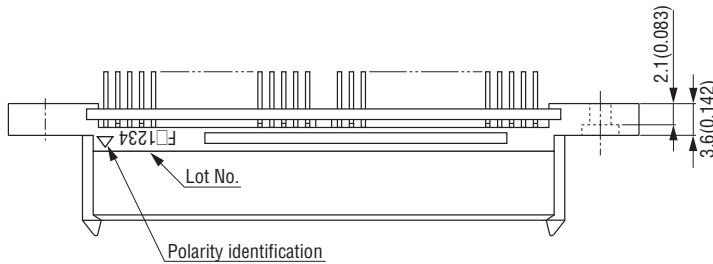 2.1(0.083)
3.6(0.142)
F□1234
Lot No.
Polarity identification